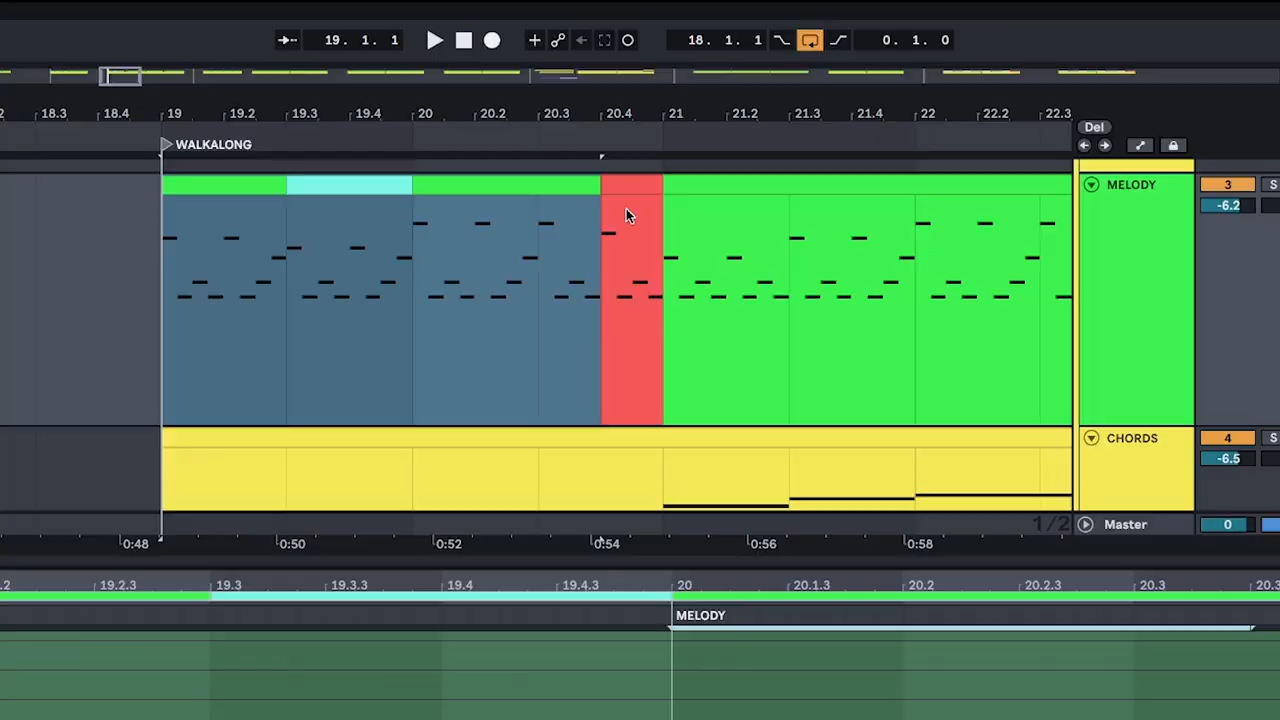 19. 1. 1
18. 1. 1
0. 1. 0
2 18.3 18.4 19 19.2 19.3 19.4 20 20.2 20.3 20.4 21 21.2 21.3 21.4 22 22.2 22.3
Del
WALKALONG
MELODY 3 S
-6.2
CHORDS 4 S
-6.5
1/2 Master 0
0:48 0:50 0:52 0:54 0:56 0:58
.2 19.2.3 19.3 19.3.3 19.4 19.4.3 20 20.1.3 20.2 20.2.3 20.3 20.3
MELODY